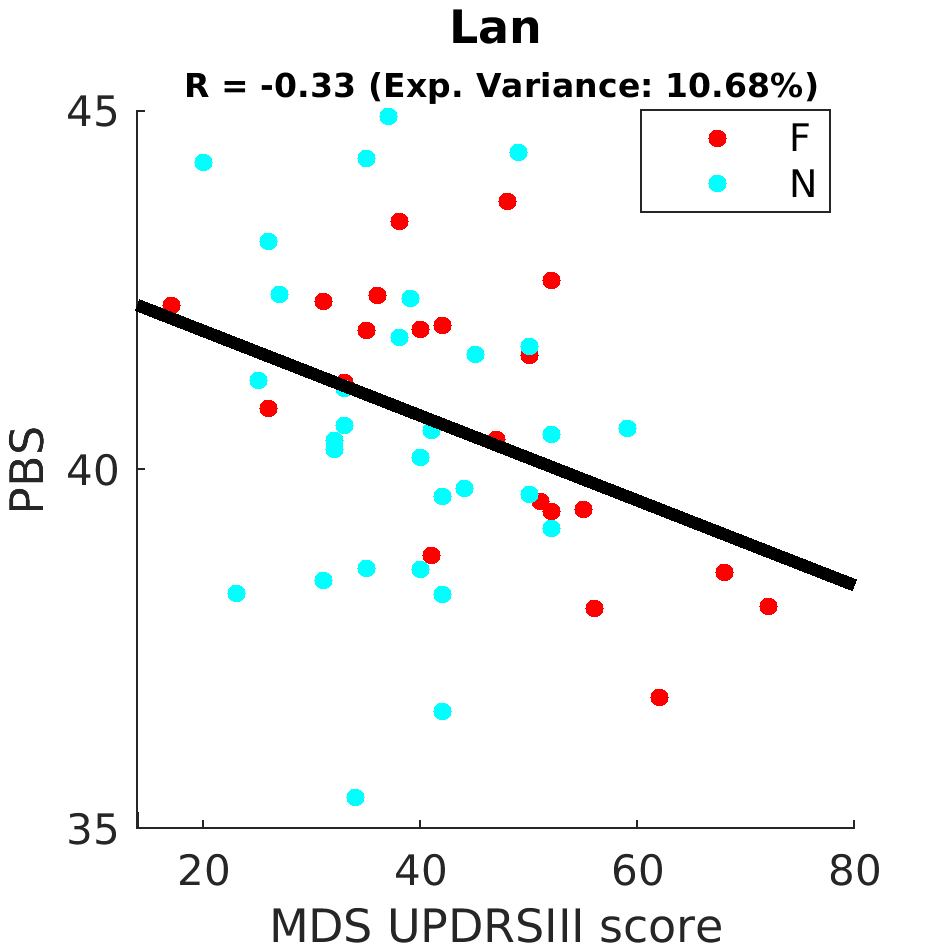 Lan
R = -0.33 (Exp. Variance: 10.68%)
F
N
45
40
35
PBS
20 40 60 80
MDS UPDRSIII score